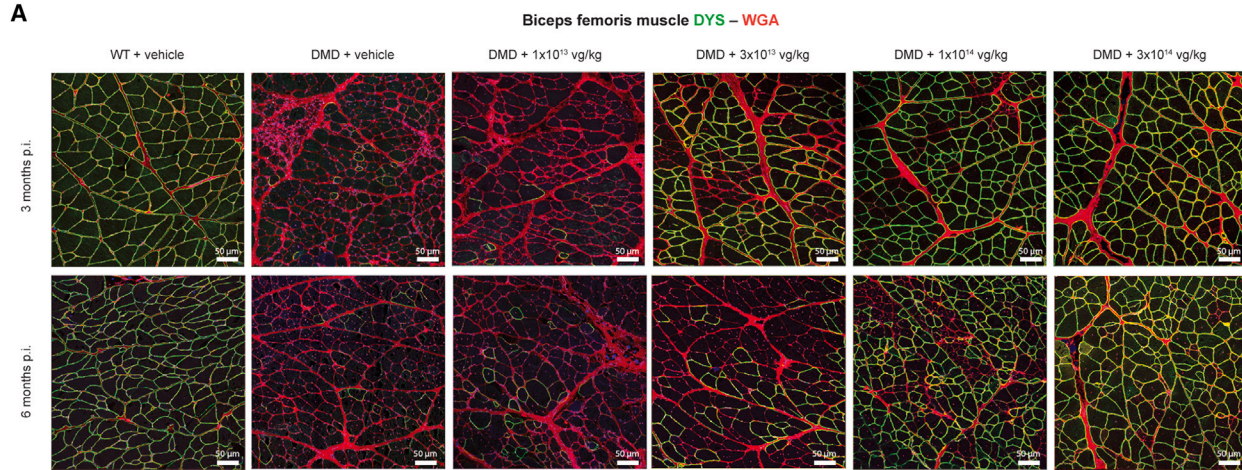 A
Biceps femoris muscle DYS – WGA
WT + vehicle DMD + vehicle DMD + 1x10¹³ vg/kg DMD + 3x10¹³ vg/kg DMD + 1x10¹⁴ vg/kg DMD + 3x10¹⁴ vg/kg
3 months p.i.
50 µm 50 µm 50 µm 50 µm 50 µm 50 µm
6 months p.i.
50 µm 50 µm 50 µm 50 µm 50 µm 50 µm